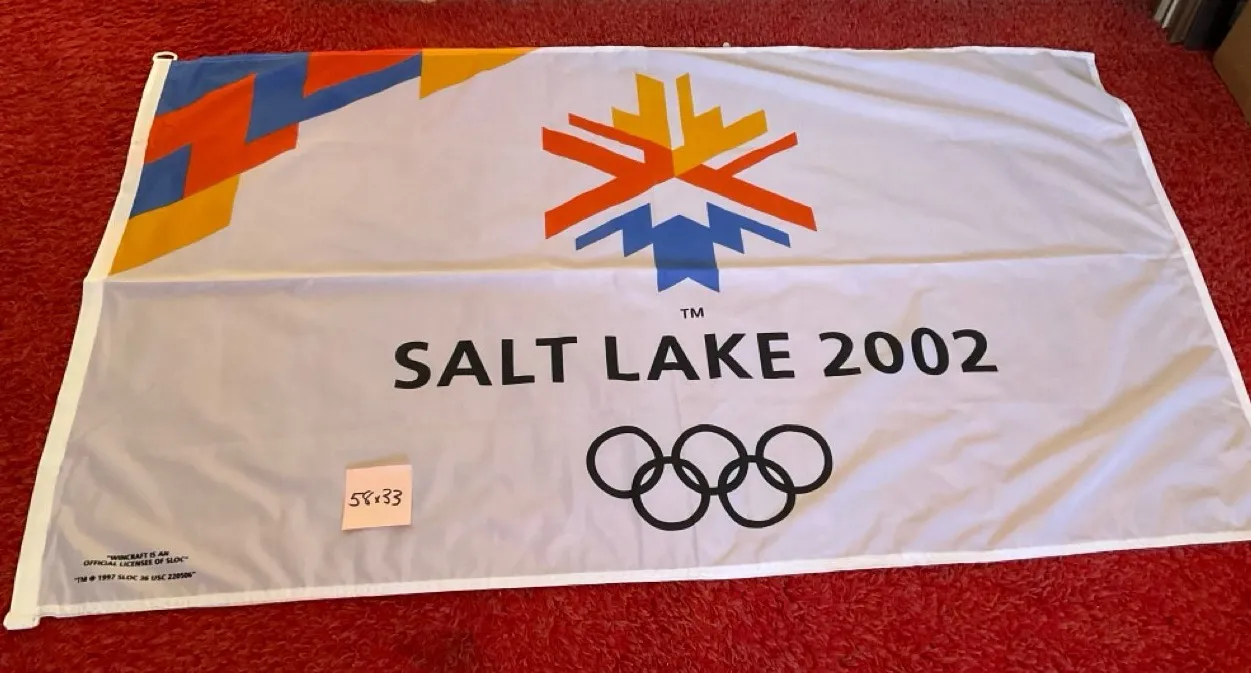 TM
SALT LAKE 2002
58x33
"WINCRAFT IS AN
OFFICIAL LICENSEE OF SLOC"
"TM © 1997 SLOC 36 USC 220506"